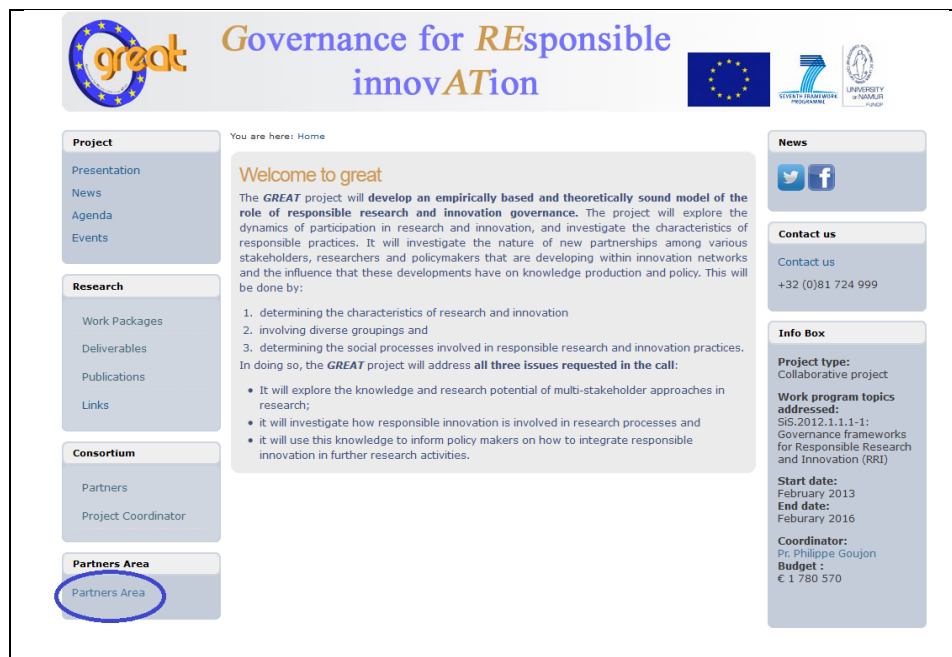 great
Governance for REsponsible
innovATion
SEVENTH FRAMEWORK
PROGRAMME
UNIVERSITY
OF NAMUR
FUNDP
Project
Presentation
News
Agenda
Events
Research
Work Packages
Deliverables
Publications
Links
Consortium
Partners
Project Coordinator
Partners Area
Partners Area
You are here: Home
Welcome to great
The GREAT project will develop an empirically based and theoretically sound model of the
role of responsible research and innovation governance. The project will explore the
dynamics of participation in research and innovation, and investigate the characteristics of
responsible practices. It will investigate the nature of new partnerships among various
stakeholders, researchers and policymakers that are developing within innovation networks
and the influence that these developments have on knowledge production and policy. This will
be done by:
1. determining the characteristics of research and innovation
2. involving diverse groupings and
3. determining the social processes involved in responsible research and innovation practices.
In doing so, the GREAT project will address all three issues requested in the call:
• It will explore the knowledge and research potential of multi-stakeholder approaches in
research;
• it will investigate how responsible innovation is involved in research processes and
• it will use this knowledge to inform policy makers on how to integrate responsible
innovation in further research activities.
News
Contact us
Contact us
+32 (0)81 724 999
Info Box
Project type:
Collaborative project
Work program topics
addressed:
SiS.2012.1.1.1-1:
Governance frameworks
for Responsible Research
and Innovation (RRI)
Start date:
February 2013
End date:
Feburary 2016
Coordinator:
Pr. Philippe Goujon
Budget :
€ 1 780 570